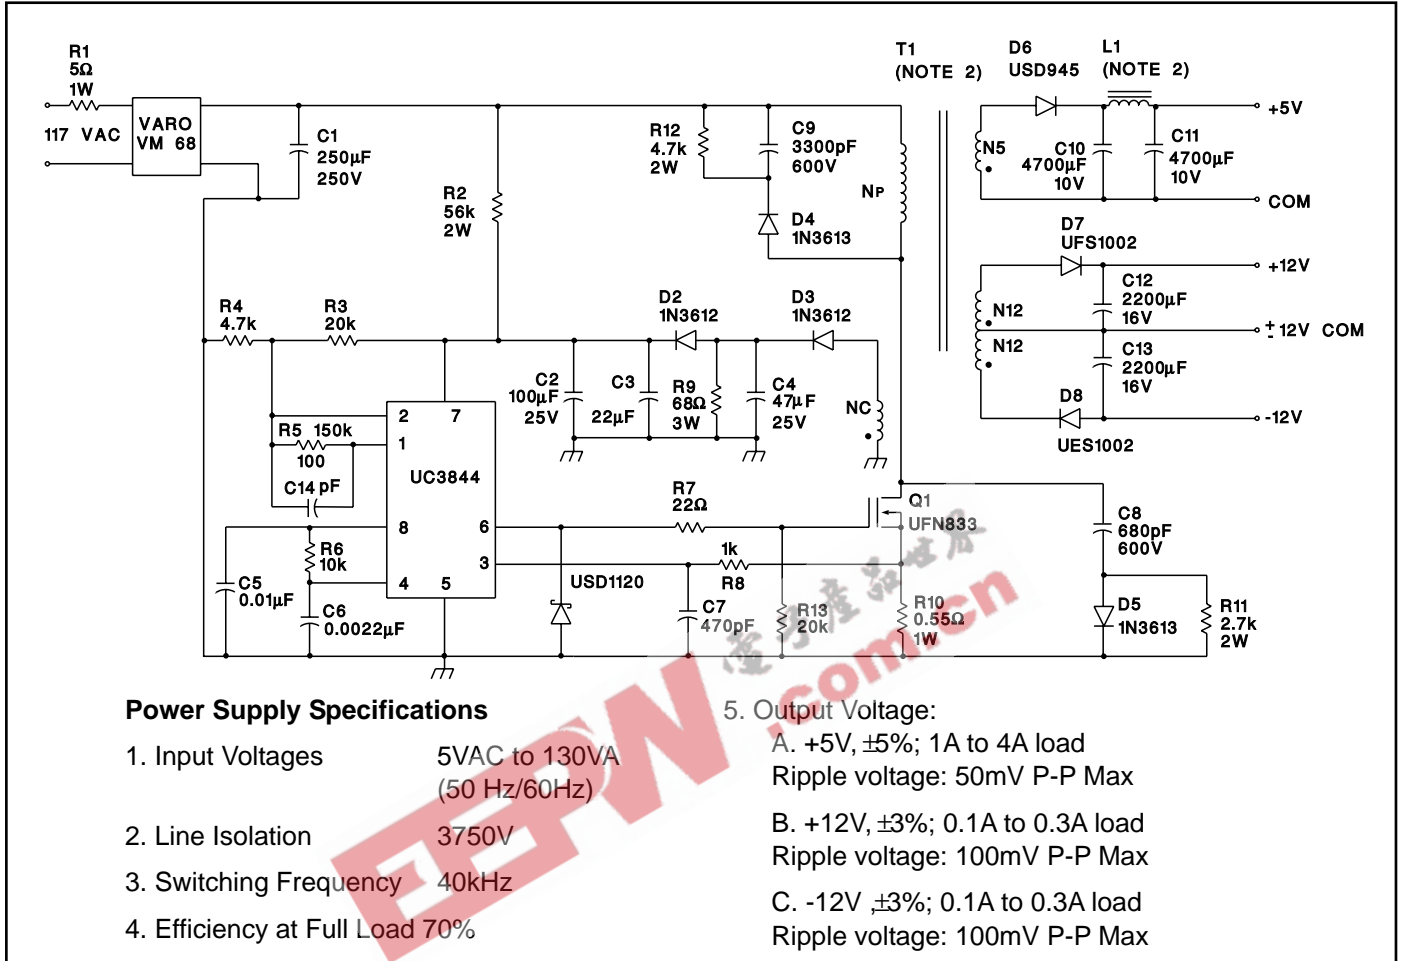 R1
5Ω
1W
117 VAC
VARO
VM 68
C1
250µF
250V
R2
56k
2W
R12
4.7k
2W
C9
3300pF
600V
D4
1N3613
NP
T1
(NOTE 2)
D6
USD945
L1
(NOTE 2)
+5V
N5
C10
4700µF
10V
C11
4700µF
10V
COM
D7
UFS1002
+12V
N12
C12
2200µF
16V
± 12V COM
N12
C13
2200µF
16V
D8
UES1002
-12V
R4
4.7k
R3
20k
D2
1N3612
D3
1N3612
C2
100µF
25V
C3
22µF
R9
68Ω
3W
C4
47µF
25V
NC
2 7
R5 150k
1
100
C14 pF
UC3844
8 6
R6
10k
3
4 5
C5
0.01µF
C6
0.0022µF
R7
22Ω
1k
R8
USD1120
C7
470pF
R13
20k
Q1
UFN833
R10
0.55Ω
1W
C8
680pF
600V
D5
1N3613
R11
2.7k
2W
電子產品世界
.com.cn
EEPW
Power Supply Specifications
1. Input Voltages 5VAC to 130VA
(50 Hz/60Hz)
2. Line Isolation 3750V
3. Switching Frequency 40kHz
4. Efficiency at Full Load 70%
5. Output Voltage:
A. +5V, ±5%; 1A to 4A load
Ripple voltage: 50mV P-P Max
B. +12V, ±3%; 0.1A to 0.3A load
Ripple voltage: 100mV P-P Max
C. -12V ,±3%; 0.1A to 0.3A load
Ripple voltage: 100mV P-P Max